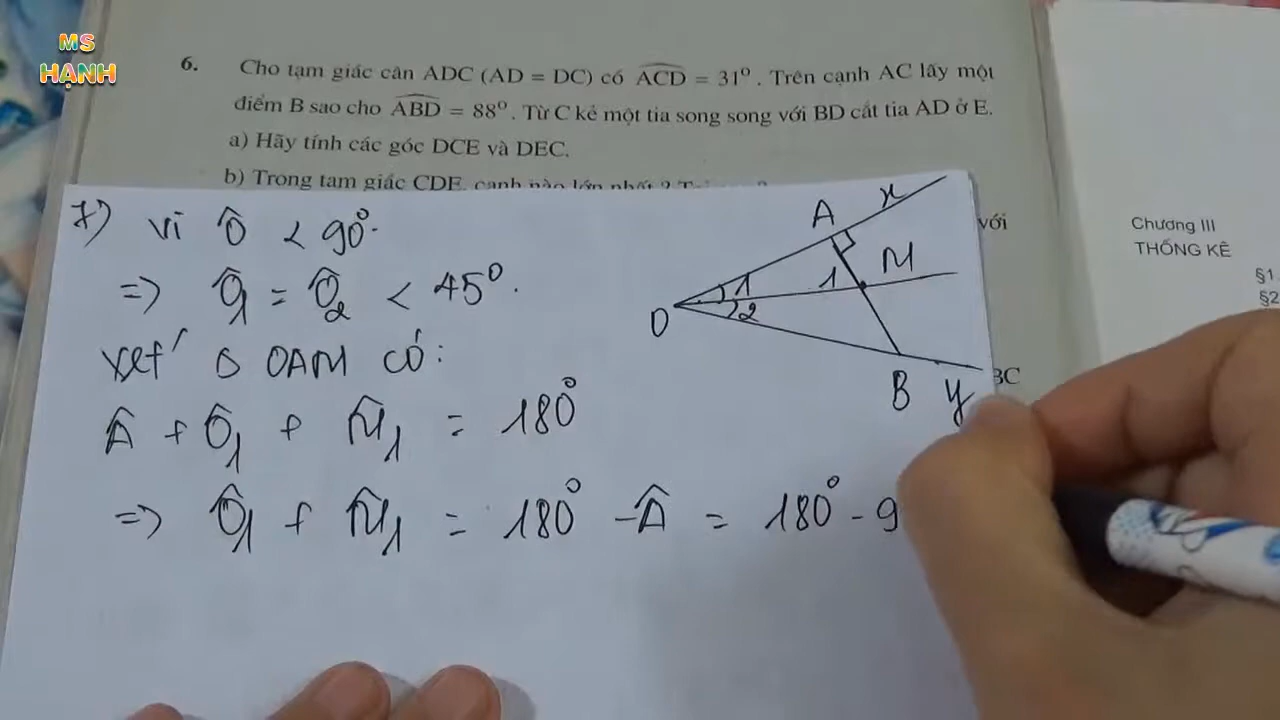 MS
HẠNH
6. Cho tam giác cân ADC (AD = DC) có ACD = 31°. Trên cạnh AC lấy một
điểm B sao cho ABD = 88°. Từ C kẻ một tia song song với BD cắt tia AD ở E.
a) Hãy tính các góc DCE và DEC.
b) Trong tam giác CDE, cạnh nào lớn nhất ?
với
BC
Chương III
THỐNG KÊ
§1
§2
7) Vì Ô < 90°.
=> Ô1 = Ô2 < 45°.
Xét Δ OAM có:
Â + Ô1 + M̂1 = 180°
=> Ô1 + M̂1 = 180° - Â = 180° - 9
A x
1 1 M
O 2
B y